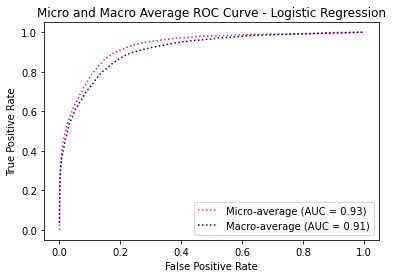 Micro and Macro Average ROC Curve - Logistic Regression
1.0
0.8
0.6
0.4
0.2
0.0
True Positive Rate
Micro-average (AUC = 0.93)
Macro-average (AUC = 0.91)
0.0 0.2 0.4 0.6 0.8 1.0
False Positive Rate